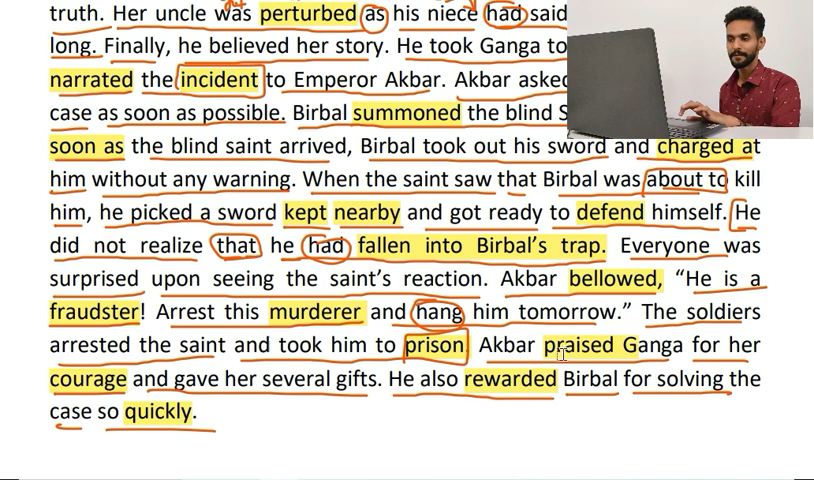 truth. Her uncle was perturbed as his niece had said
long. Finally, he believed her story. He took Ganga to
narrated the incident to Emperor Akbar. Akbar asked
case as soon as possible. Birbal summoned the blind S
soon as the blind saint arrived, Birbal took out his sword and charged at
him without any warning. When the saint saw that Birbal was about to kill
him, he picked a sword kept nearby and got ready to defend himself. He
did not realize that he had fallen into Birbal’s trap. Everyone was
surprised upon seeing the saint’s reaction. Akbar bellowed, “He is a
fraudster! Arrest this murderer and hang him tomorrow.” The soldiers
arrested the saint and took him to prison. Akbar praised Ganga for her
courage and gave her several gifts. He also rewarded Birbal for solving the
case so quickly.